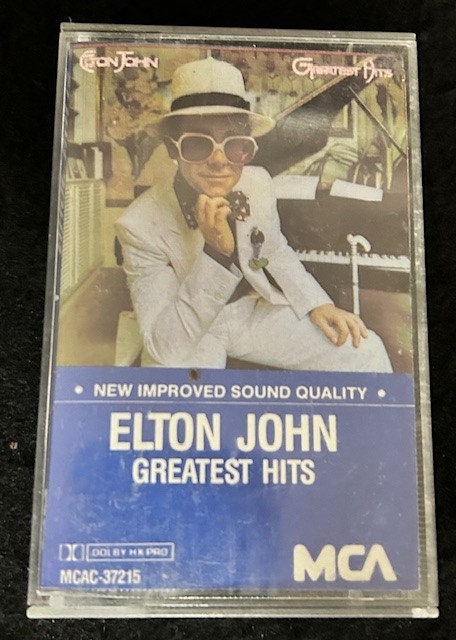 ELTON JOHN
GREATEST HITS
• NEW IMPROVED SOUND QUALITY •
ELTON JOHN
GREATEST HITS
DOLBY HX PRO
MCAC-37215
MCA